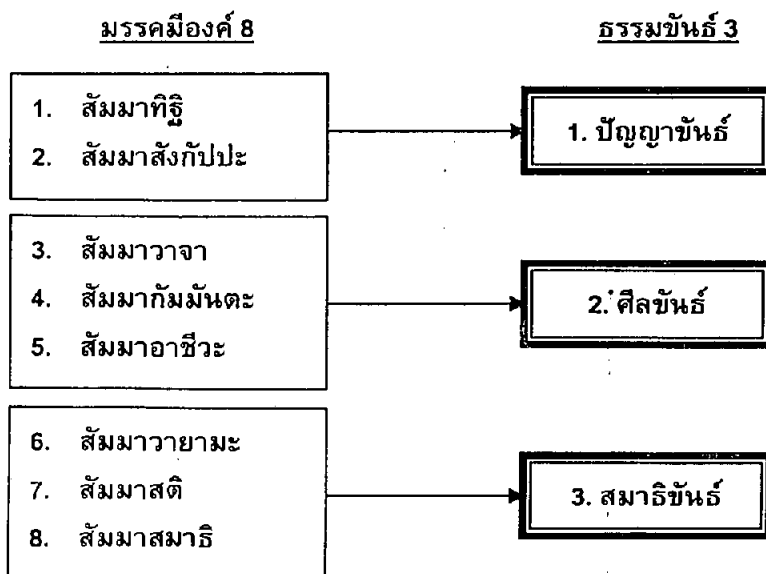 มรรคมีองค์ 8
ธรรมขันธ์ 3
1. สัมมาทิฐิ
2. สัมมาสังกัปปะ
1. ปัญญาขันธ์
3. สัมมาวาจา
4. สัมมากัมมันตะ
5. สัมมาอาชีวะ
2. ศีลขันธ์
6. สัมมาวายามะ
7. สัมมาสติ
8. สัมมาสมาธิ
3. สมาธิขันธ์